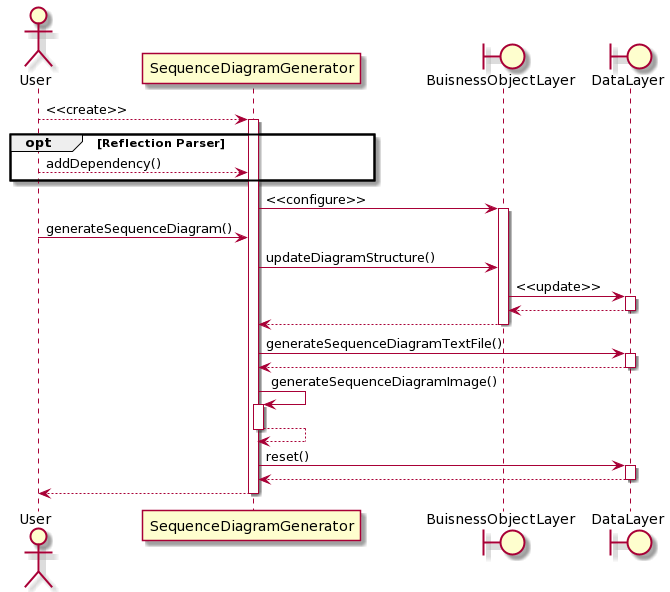 User
SequenceDiagramGenerator
BuisnessObjectLayer
DataLayer
<<create>>
opt [Reflection Parser]
addDependency()
<<configure>>
generateSequenceDiagram()
updateDiagramStructure()
<<update>>
generateSequenceDiagramTextFile()
generateSequenceDiagramImage()
reset()
User
SequenceDiagramGenerator
BuisnessObjectLayer
DataLayer